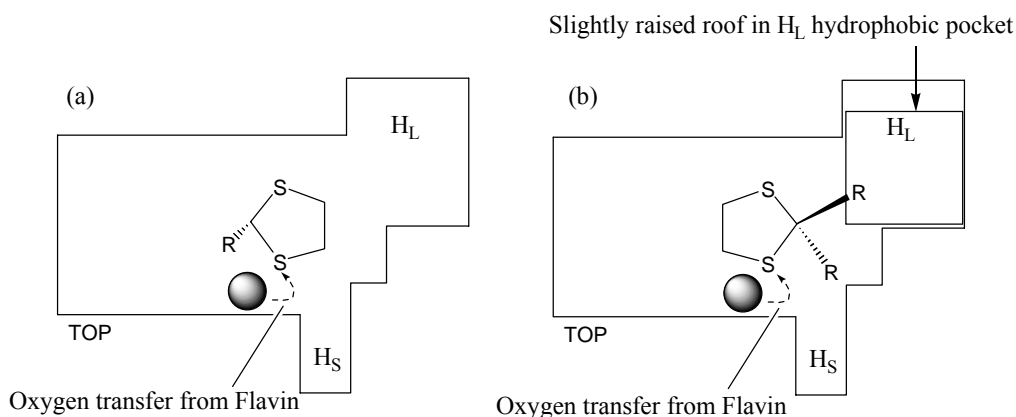 Slightly raised roof in H_L hydrophobic pocket
(a)
H_L
S
R
S
TOP
H_S
Oxygen transfer from Flavin
(b)
H_L
S
R
S
R
TOP
H_S
Oxygen transfer from Flavin